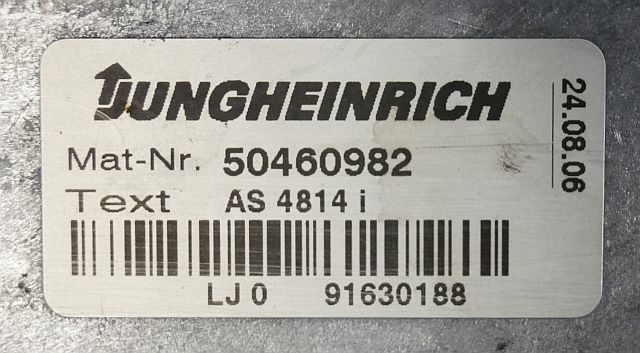 JUNGHEINRICH
Mat-Nr. 50460982
Text AS 4814 i
LJ 0 91630188
24.08.06